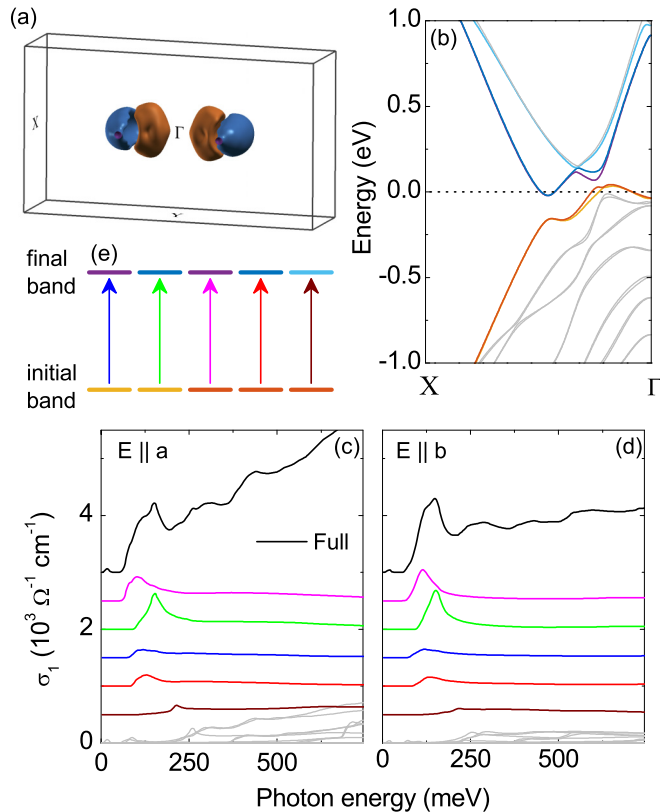 (a)
X
Γ
Y
(b)
1.0
0.5
0.0
-0.5
-1.0
Energy (eV)
X
Γ
(e)
final
band
initial
band
E || a
(c)
Full
E || b
(d)
4
2
0
σ1 (10³ Ω⁻¹ cm⁻¹)
0
250
500
0
250
500
Photon energy (meV)